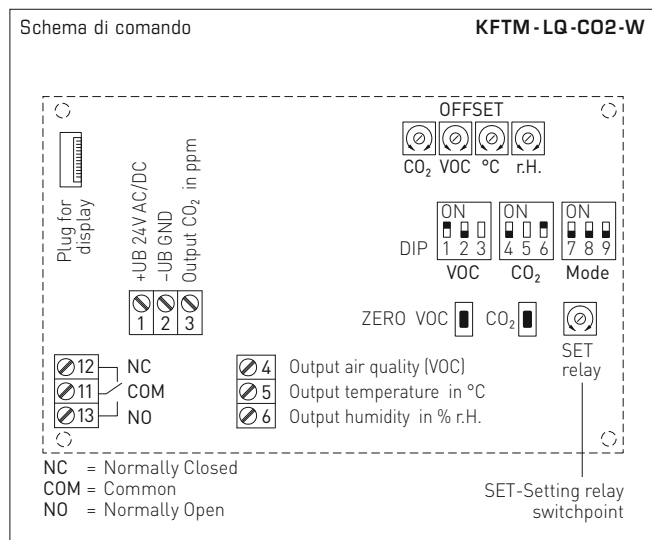 Schema di comando
KFTM-LQ-CO2-W
OFFSET
CO₂ VOC °C r.H.
Plug for
display
+UB 24V AC/DC
-UB GND
Output CO₂ in ppm
1 2 3
DIP
ON
1 2 3
VOC
ON
4 5 6
CO₂
ON
7 8 9
Mode
ZERO VOC CO₂
SET
relay
12 NC
11 COM
13 NO
4 Output air quality (VOC)
5 Output temperature in °C
6 Output humidity in % r.H.
NC = Normally Closed
COM = Common
NO = Normally Open
SET-Setting relay
switchpoint